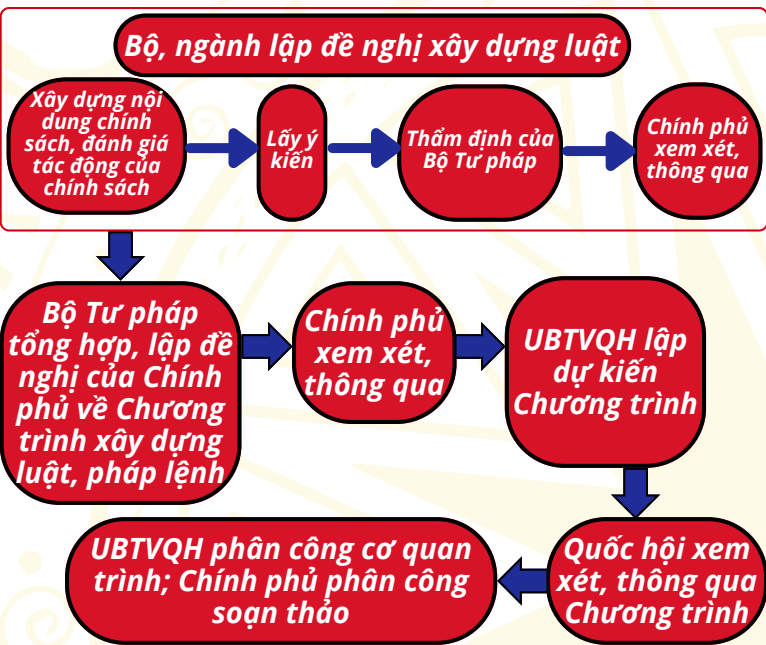 Bộ, ngành lập đề nghị xây dựng luật
Xây dựng nội
dung chính
sách, đánh giá
tác động của
chính sách
Lấy ý
kiến
Thẩm định của
Bộ Tư pháp
Chính phủ
xem xét,
thông qua
Bộ Tư pháp
tổng hợp, lập đề
nghị của Chính
phủ về Chương
trình xây dựng
luật, pháp lệnh
Chính phủ
xem xét,
thông qua
UBTVQH lập
dự kiến
Chương trình
Quốc hội xem
xét, thông qua
Chương trình
UBTVQH phân công cơ quan
trình; Chính phủ phân công
soạn thảo